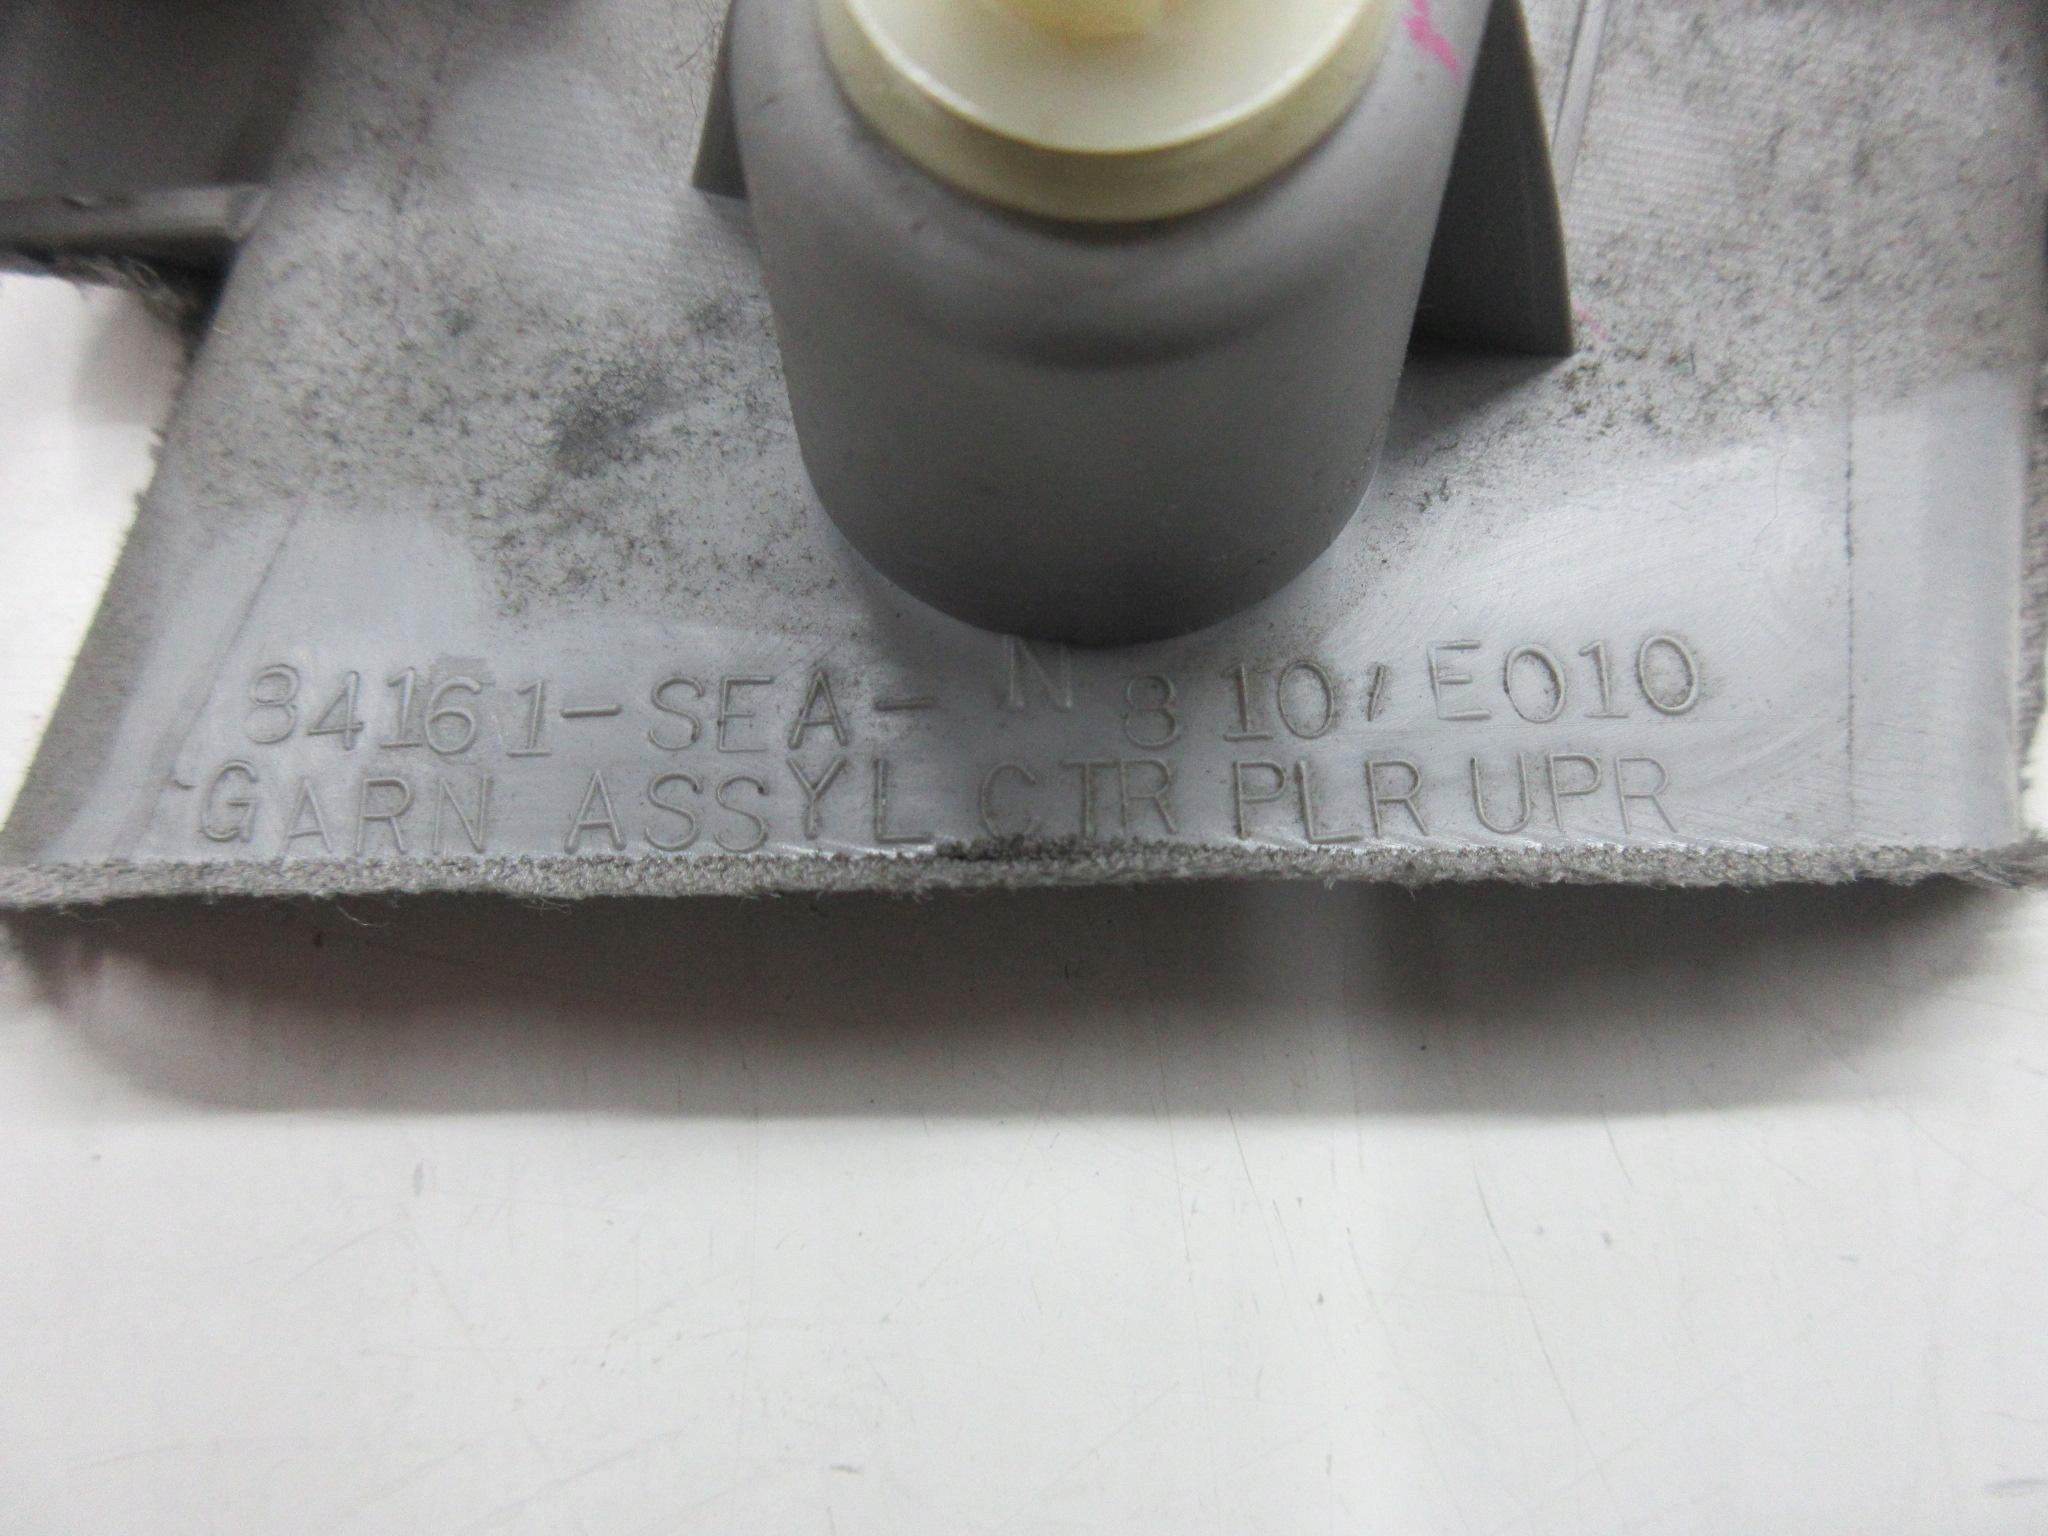 84161-SEA-N810/E010
GARN ASSYL CTR PLR UPR